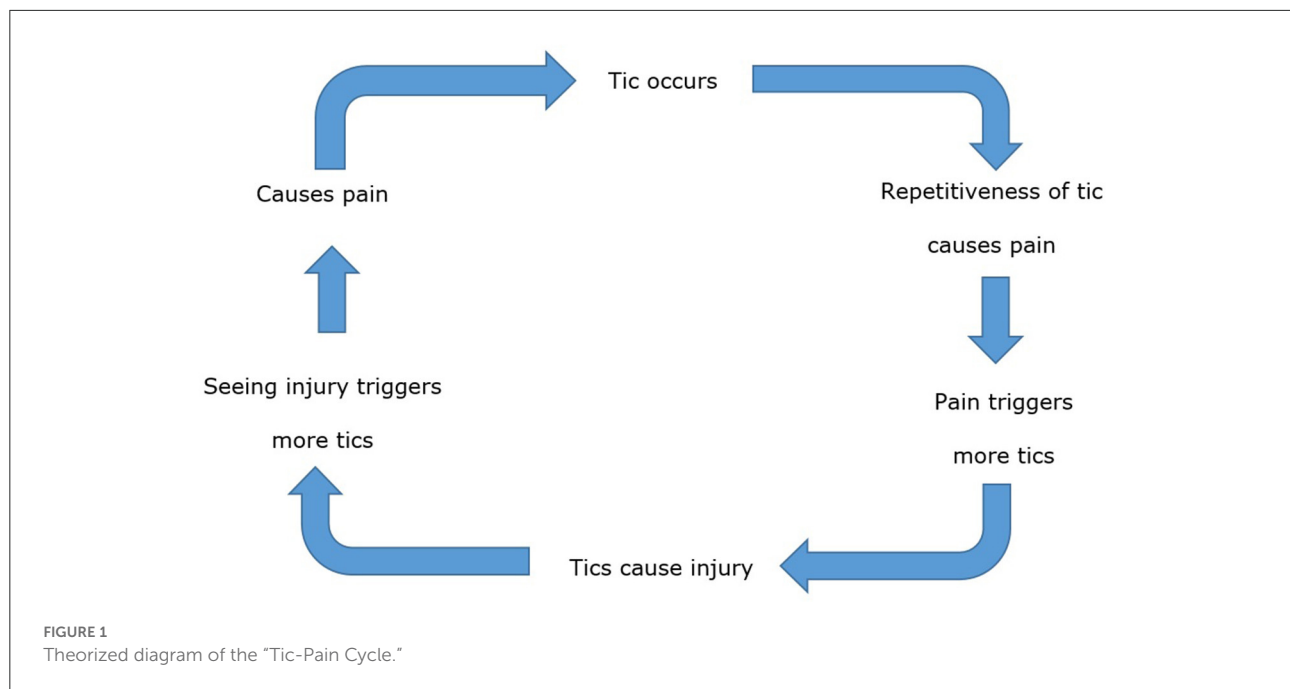 Tic occurs
Repetitiveness of tic
causes pain
Pain triggers
more tics
Tics cause injury
Seeing injury triggers
more tics
Causes pain
FIGURE 1
Theorized diagram of the “Tic-Pain Cycle.”